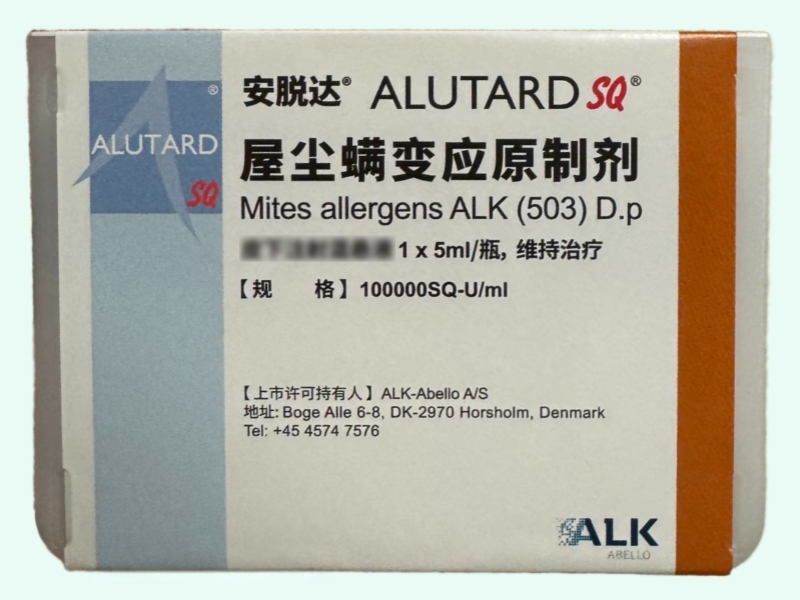 ALUTARD®
SQ
安脱达® ALUTARD SQ®
屋尘螨变应原制剂
Mites allergens ALK (503) D.p
1 x 5ml/瓶, 维持治疗
【规 格】100000SQ-U/ml
【上市许可持有人】ALK-Abello A/S
地址: Boge Alle 6-8, DK-2970 Horsholm, Denmark
Tel: +45 4574 7576
ALK
ABELLÓ